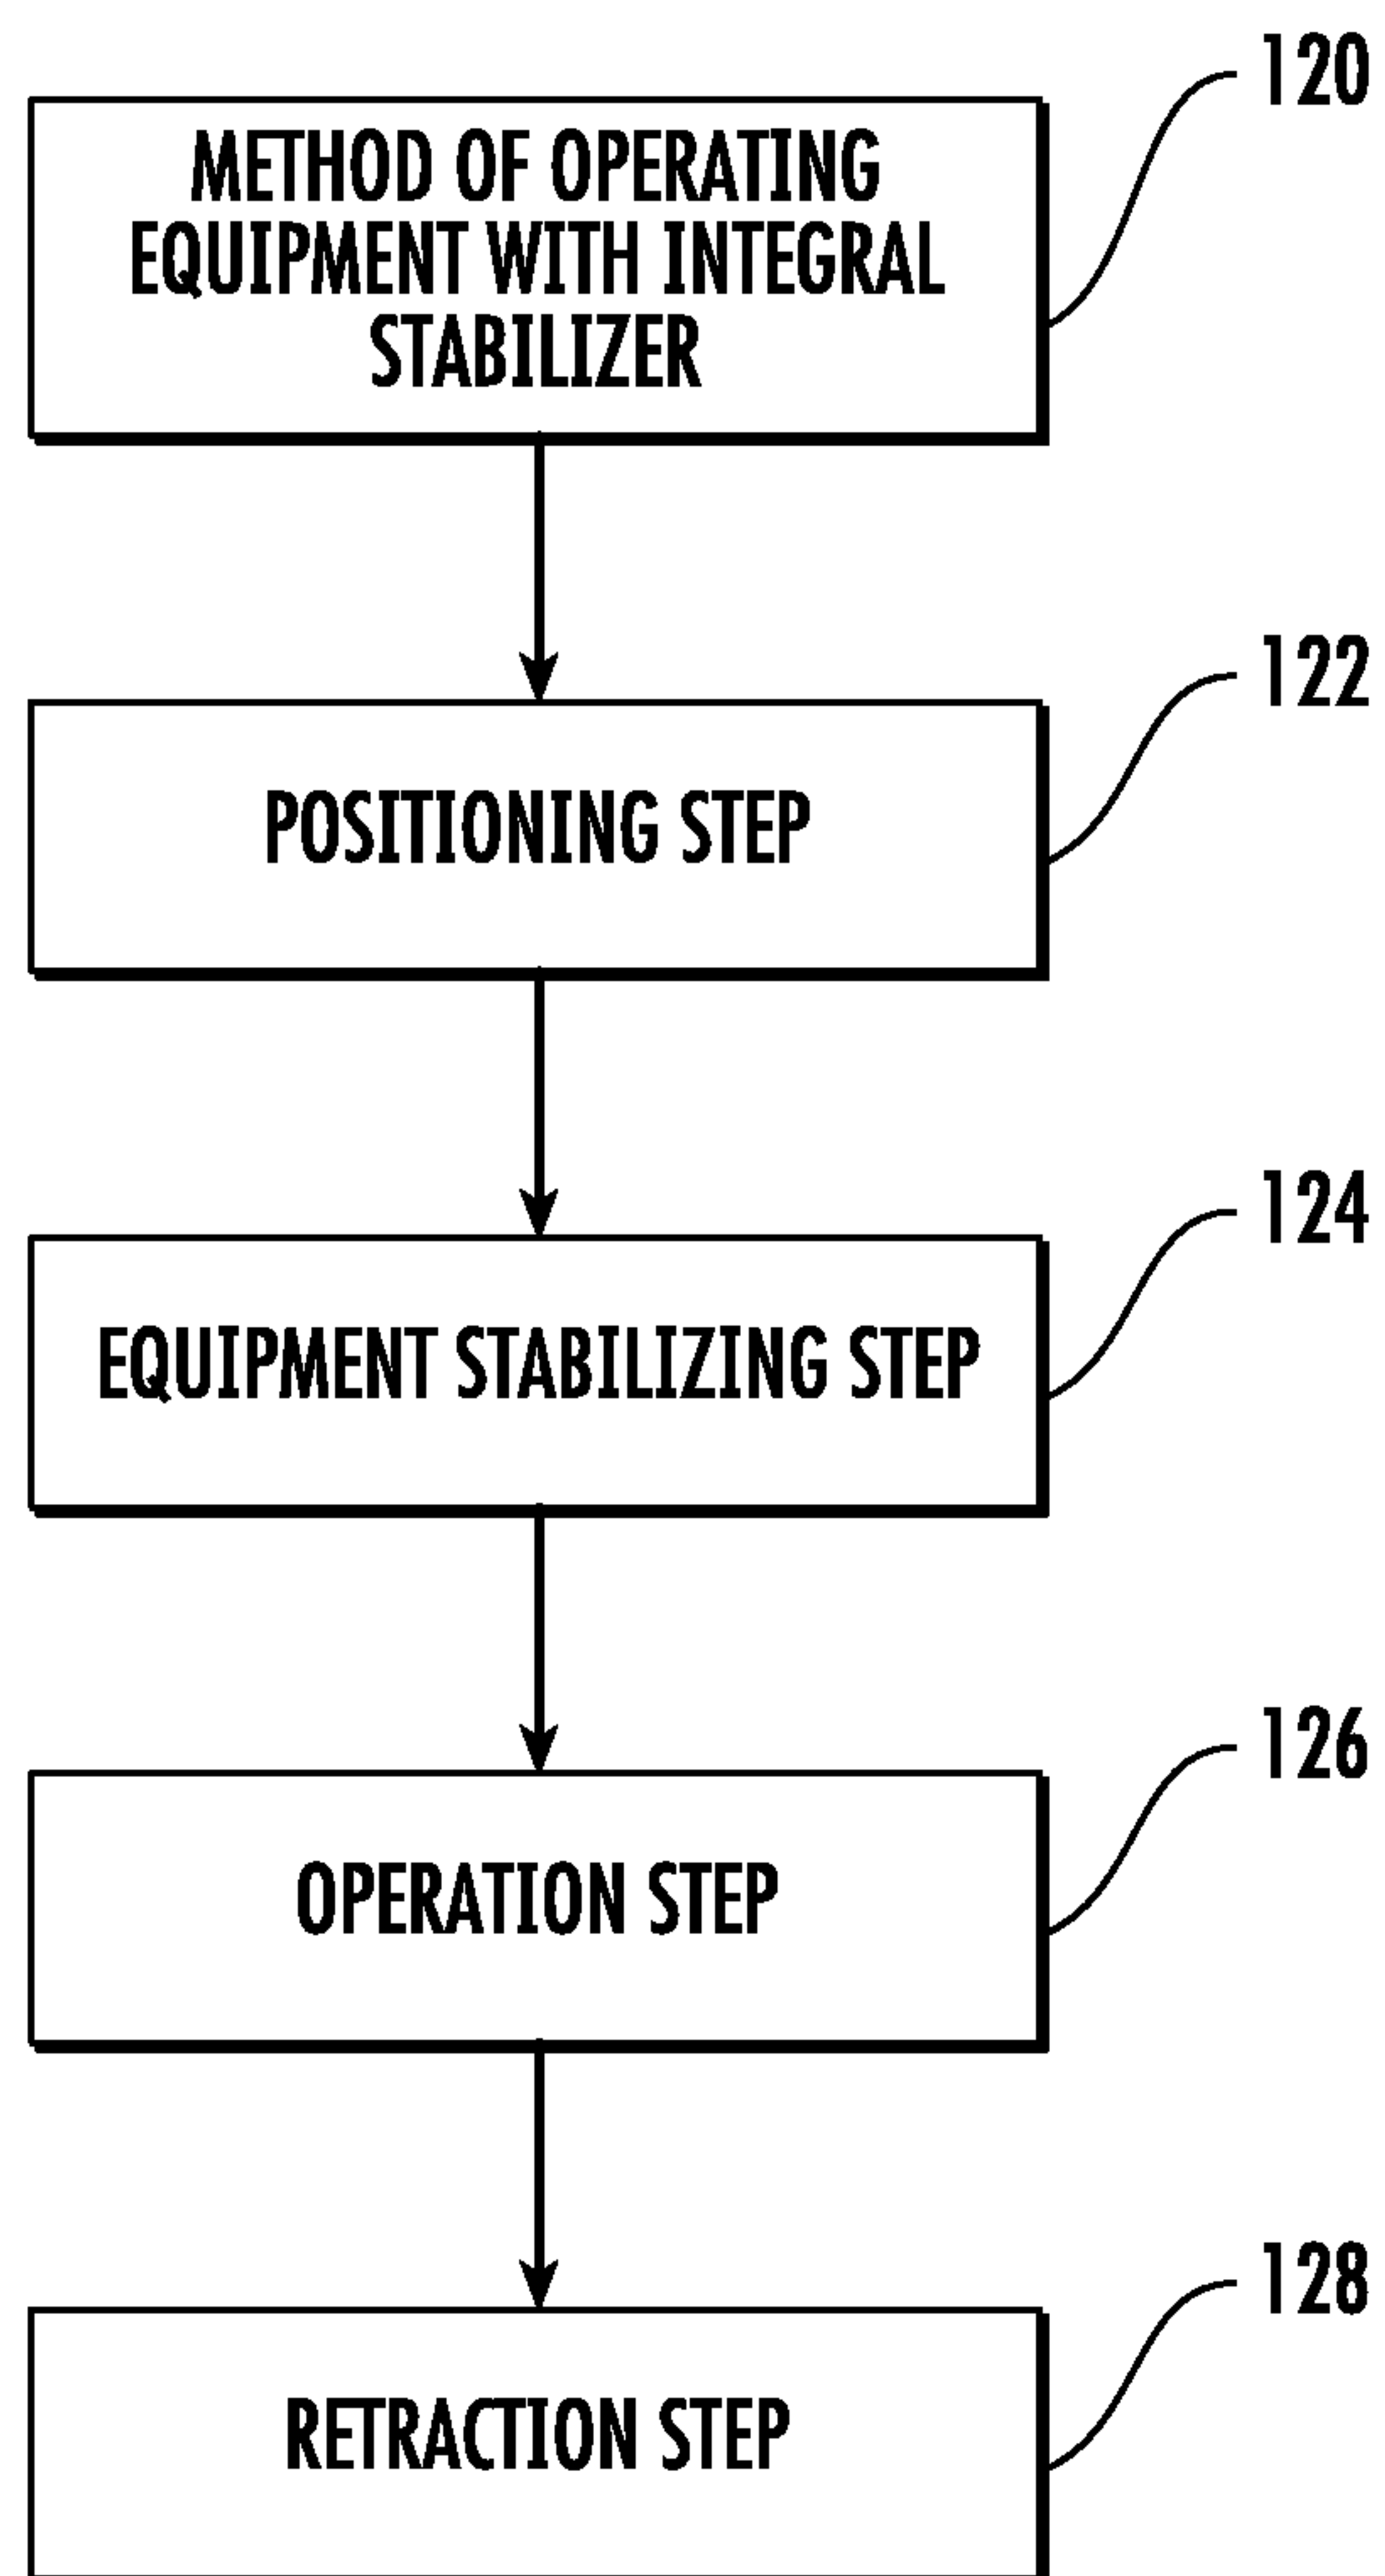 120
METHOD OF OPERATING
EQUIPMENT WITH INTEGRAL
STABILIZER
122
POSITIONING STEP
124
EQUIPMENT STABILIZING STEP
126
OPERATION STEP
128
RETRACTION STEP